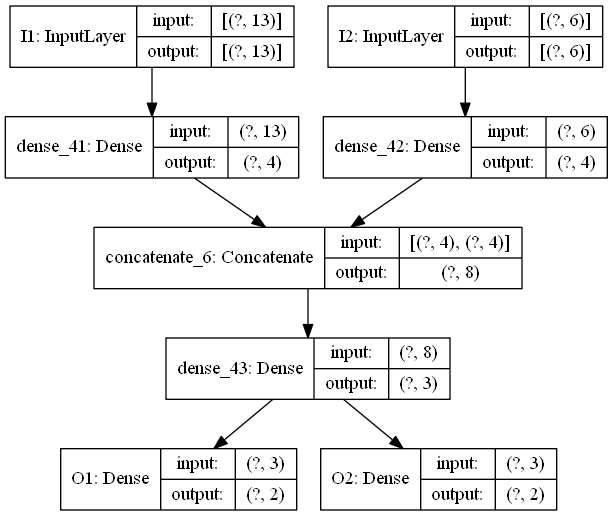 I1: InputLayer input: [(?, 13)]
output: [(?, 13)]
I2: InputLayer input: [(?, 6)]
output: [(?, 6)]
dense_41: Dense input: (?, 13)
output: (?, 4)
dense_42: Dense input: (?, 6)
output: (?, 4)
concatenate_6: Concatenate input: [(?, 4), (?, 4)]
output: (?, 8)
dense_43: Dense input: (?, 8)
output: (?, 3)
O1: Dense input: (?, 3)
output: (?, 2)
O2: Dense input: (?, 3)
output: (?, 2)